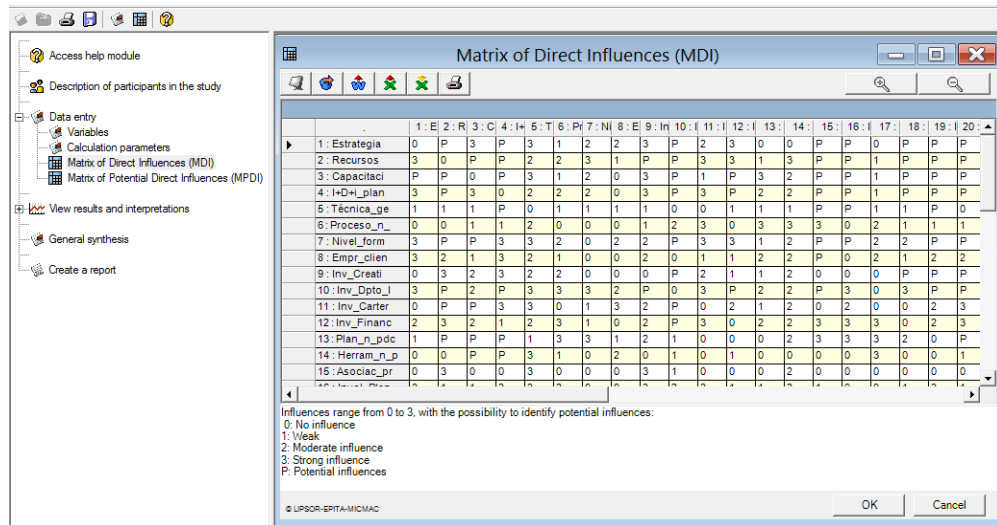 Access help module
Description of participants in the study
Data entry
Variables
Calculation parameters
Matrix of Direct Influences (MDI)
Matrix of Potential Direct Influences (MPDI)
View results and interpretations
General synthesis
Create a report
Matrix of Direct Influences (MDI)
. 1 : E 2 : R 3 : C 4 : I+ 5 : T 6 : Pr 7 : Ni 8 : E 9 : In 10 : I 11 : I 12 : I 13 : 14 : 15 : 16 : I 17 : 18 : 19 : I 20 :
1 : Estrategia 0 P 3 P 3 1 2 2 3 P 2 3 0 0 P P 0 P P P
2 : Recursos 3 0 P P 2 2 3 1 P P 3 3 1 3 P P 1 P P P
3 : Capacitaci P P 0 P 3 1 2 0 3 P 1 P 3 2 P P 1 P P P
4 : I+D+i_plan 3 P 3 0 2 2 2 0 3 P 3 P 2 2 P P 1 P P P
5 : Técnica_ge 1 1 1 P 0 1 1 1 1 0 0 1 1 1 P P 1 1 P 0
6 : Proceso_n_ 0 0 1 1 2 0 0 0 1 2 3 0 3 3 3 0 2 1 1 1
7 : Nivel_form 3 P P 3 3 2 0 2 2 P 3 3 1 2 P P 2 2 P P
8 : Empr_clien 3 2 1 3 2 1 0 0 2 0 1 1 2 2 P 0 2 1 2 2
9 : Inv_Creati 0 3 2 3 2 2 0 0 0 P 2 1 1 2 0 0 0 P P P
10 : Inv_Dpto_I 3 P 2 P 3 3 3 2 P 0 3 P 2 2 P 3 0 3 P P
11 : Inv_Carter 0 P P 3 3 0 1 3 2 P 0 2 1 2 0 2 0 0 2 3
12 : Inv_Financ 2 3 2 1 2 3 1 0 2 P 3 0 2 2 3 3 3 0 2 3
13 : Plan_n_pdc 1 P P P 1 3 3 1 2 1 0 0 0 2 3 3 3 2 0 P
14 : Herram_n_p 0 0 P P 3 1 0 2 0 1 0 1 0 0 0 0 3 0 0 1
15 : Asociac_pr 0 3 0 0 3 0 0 0 3 1 0 0 0 2 0 0 0 0 0 0
Influences range from 0 to 3, with the possibility to identify potential influences:
0: No influence
1: Weak
2: Moderate influence
3: Strong influence
P: Potential influences
© LIPSOR-EPITA-MICMAC
OK Cancel